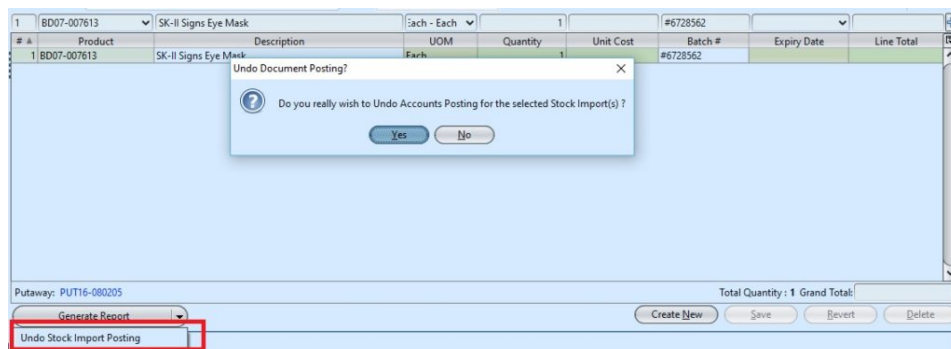 1 BD07-007613 SK-II Signs Eye Mask Each - Each 1 #6728562
# Product Description UOM Quantity Unit Cost Batch # Expiry Date Line Total
1 BD07-007613 SK-II Signs Eye Mask Each 1 #6728562
Undo Document Posting?
Do you really wish to Undo Accounts Posting for the selected Stock Import(s) ?
Yes No
Putaway: PUT16-080205 Total Quantity : 1 Grand Total:
Generate Report Create New Save Revert Delete
Undo Stock Import Posting